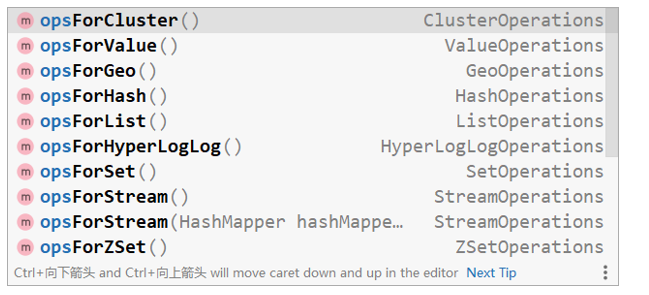 m opsForCluster() ClusterOperations
m opsForValue() ValueOperations
m opsForGeo() GeoOperations
m opsForHash() HashOperations
m opsForList() ListOperations
m opsForHyperLogLog() HyperLogLogOperations
m opsForSet() SetOperations
m opsForStream() StreamOperations
m opsForStream(HashMapper hashMappe… StreamOperations
m opsForZSet() ZSetOperations
Ctrl+向下箭头 and Ctrl+向上箭头 will move caret down and up in the editor Next Tip